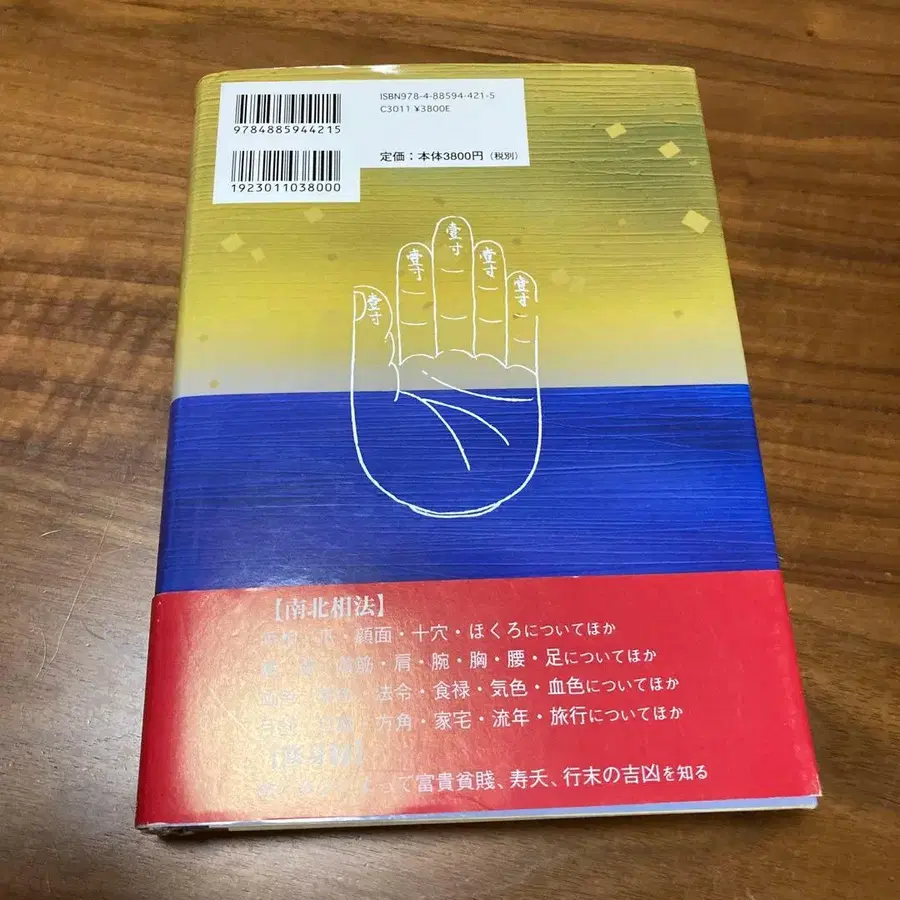 ISBN978-4-88594-421-5
C3011 ¥3800E
9784885944215
定価：本体3800円（税別）
1923011038000
壹寸
壹寸
壹寸
壹寸
壹寸
【南北相法】
爪・顔面・十穴・ほくろについてほか
肩・腕・胸・腰・足についてほか
法令・食禄・気色・血色についてほか
方角・家宅・流年・旅行についてほか
って富貴貧賤、寿夭、行末の吉凶を知る